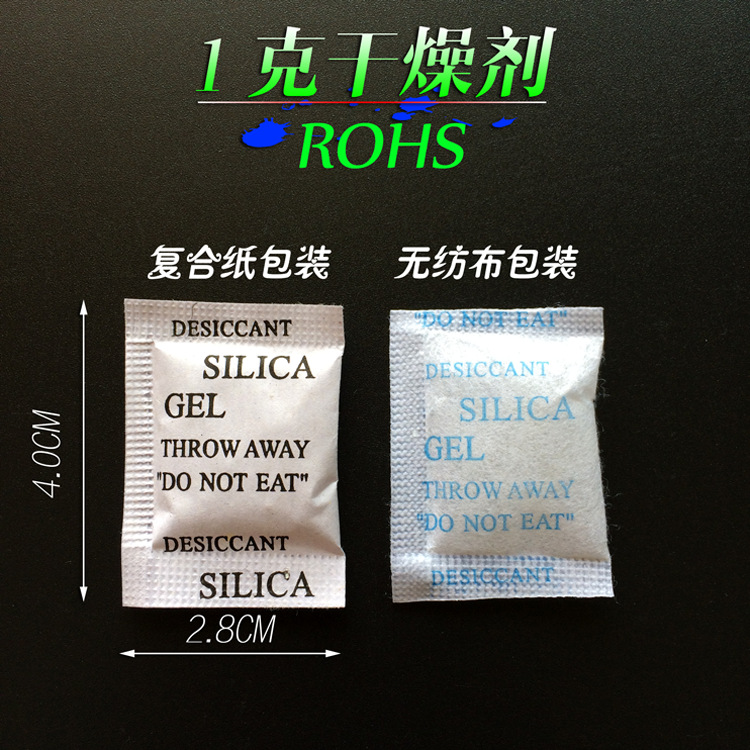 1克干燥剂
ROHS
复合纸包装
无纺布包装
DESICCANT
SILICA
GEL
THROW AWAY
"DO NOT EAT"
DESICCANT
SILICA
"DO NOT EAT"
DESICCANT
SILICA
GEL
THROW AWAY
"DO NOT EAT"
DESICCANT
4.0CM
2.8CM